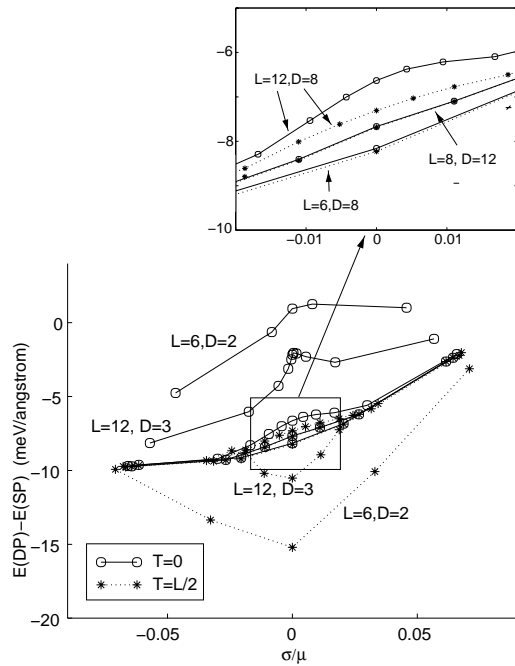 −6
−8
−10
L=12,D=8
L=8, D=12
L=6,D=8
−0.01
0
0.01
0
−5
−10
−15
−20
E(DP)−E(SP) (meV/angstrom)
L=6,D=2
L=12, D=3
L=12, D=3
L=6,D=2
T=0
T=L/2
−0.05
0
0.05
σ/μ